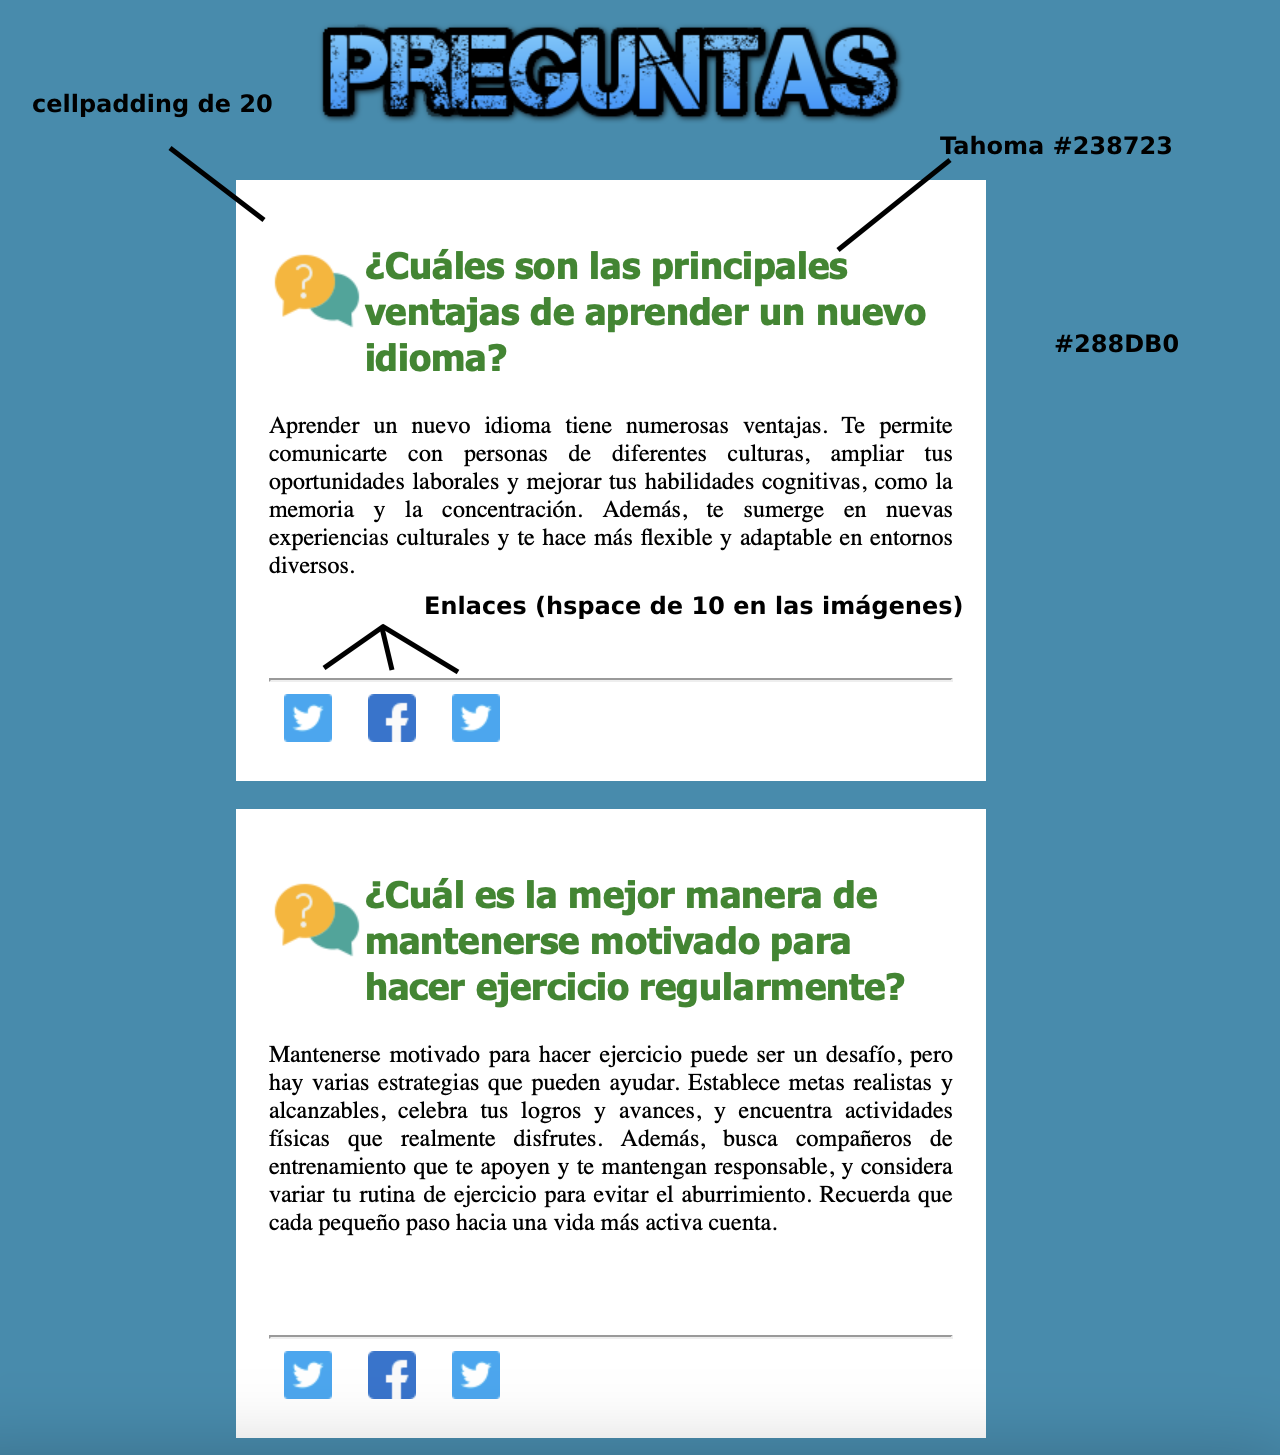 PREGUNTAS
cellpadding de 20
Tahoma #238723
¿Cuáles son las principales
ventajas de aprender un nuevo
idioma?
#288DB0
Aprender un nuevo idioma tiene numerosas ventajas. Te permite
comunicarte con personas de diferentes culturas, ampliar tus
oportunidades laborales y mejorar tus habilidades cognitivas, como la
memoria y la concentración. Además, te sumerge en nuevas
experiencias culturales y te hace más flexible y adaptable en entornos
diversos.
Enlaces (hspace de 10 en las imágenes)
¿Cuál es la mejor manera de
mantenerse motivado para
hacer ejercicio regularmente?
Mantenerse motivado para hacer ejercicio puede ser un desafío, pero
hay varias estrategias que pueden ayudar. Establece metas realistas y
alcanzables, celebra tus logros y avances, y encuentra actividades
físicas que realmente disfrutes. Además, busca compañeros de
entrenamiento que te apoyen y te mantengan responsable, y considera
variar tu rutina de ejercicio para evitar el aburrimiento. Recuerda que
cada pequeño paso hacia una vida más activa cuenta.